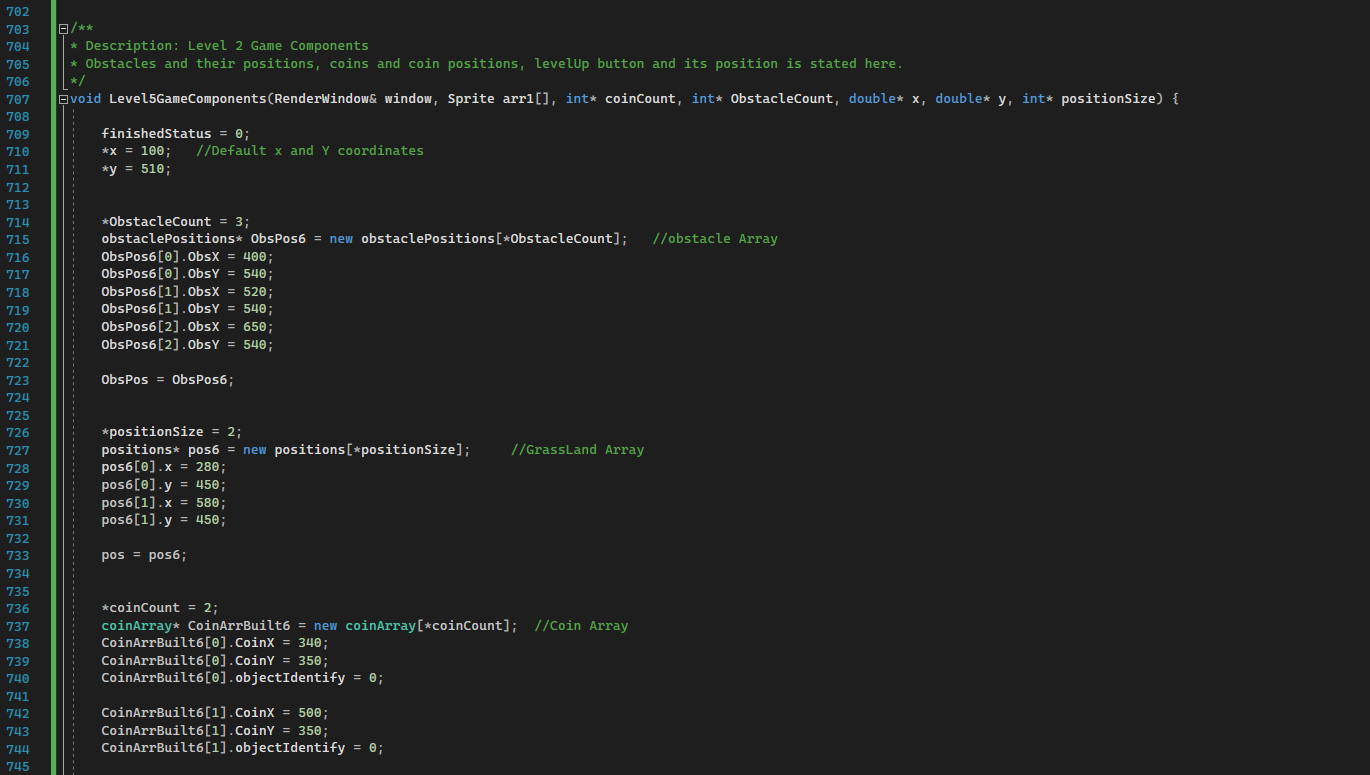 702
703 /**
704 * Description: Level 2 Game Components
705 * Obstacles and their positions, coins and coin positions, levelUp button and its position is stated here.
706 */
707 void Level5GameComponents(RenderWindow& window, Sprite arr1[], int* coinCount, int* ObstacleCount, double* x, double* y, int* positionSize) {
708
709 finishedStatus = 0;
710 *x = 100; //Default x and Y coordinates
711 *y = 510;
712
713
714 *ObstacleCount = 3;
715 obstaclePositions* ObsPos6 = new obstaclePositions[*ObstacleCount]; //obstacle Array
716 ObsPos6[0].ObsX = 400;
717 ObsPos6[0].ObsY = 540;
718 ObsPos6[1].ObsX = 520;
719 ObsPos6[1].ObsY = 540;
720 ObsPos6[2].ObsX = 650;
721 ObsPos6[2].ObsY = 540;
722
723 ObsPos = ObsPos6;
724
725
726 *positionSize = 2;
727 positions* pos6 = new positions[*positionSize]; //GrassLand Array
728 pos6[0].x = 280;
729 pos6[0].y = 450;
730 pos6[1].x = 580;
731 pos6[1].y = 450;
732
733 pos = pos6;
734
735
736 *coinCount = 2;
737 coinArray* CoinArrBuilt6 = new coinArray[*coinCount]; //Coin Array
738 CoinArrBuilt6[0].CoinX = 340;
739 CoinArrBuilt6[0].CoinY = 350;
740 CoinArrBuilt6[0].objectIdentify = 0;
741
742 CoinArrBuilt6[1].CoinX = 500;
743 CoinArrBuilt6[1].CoinY = 350;
744 CoinArrBuilt6[1].objectIdentify = 0;
745